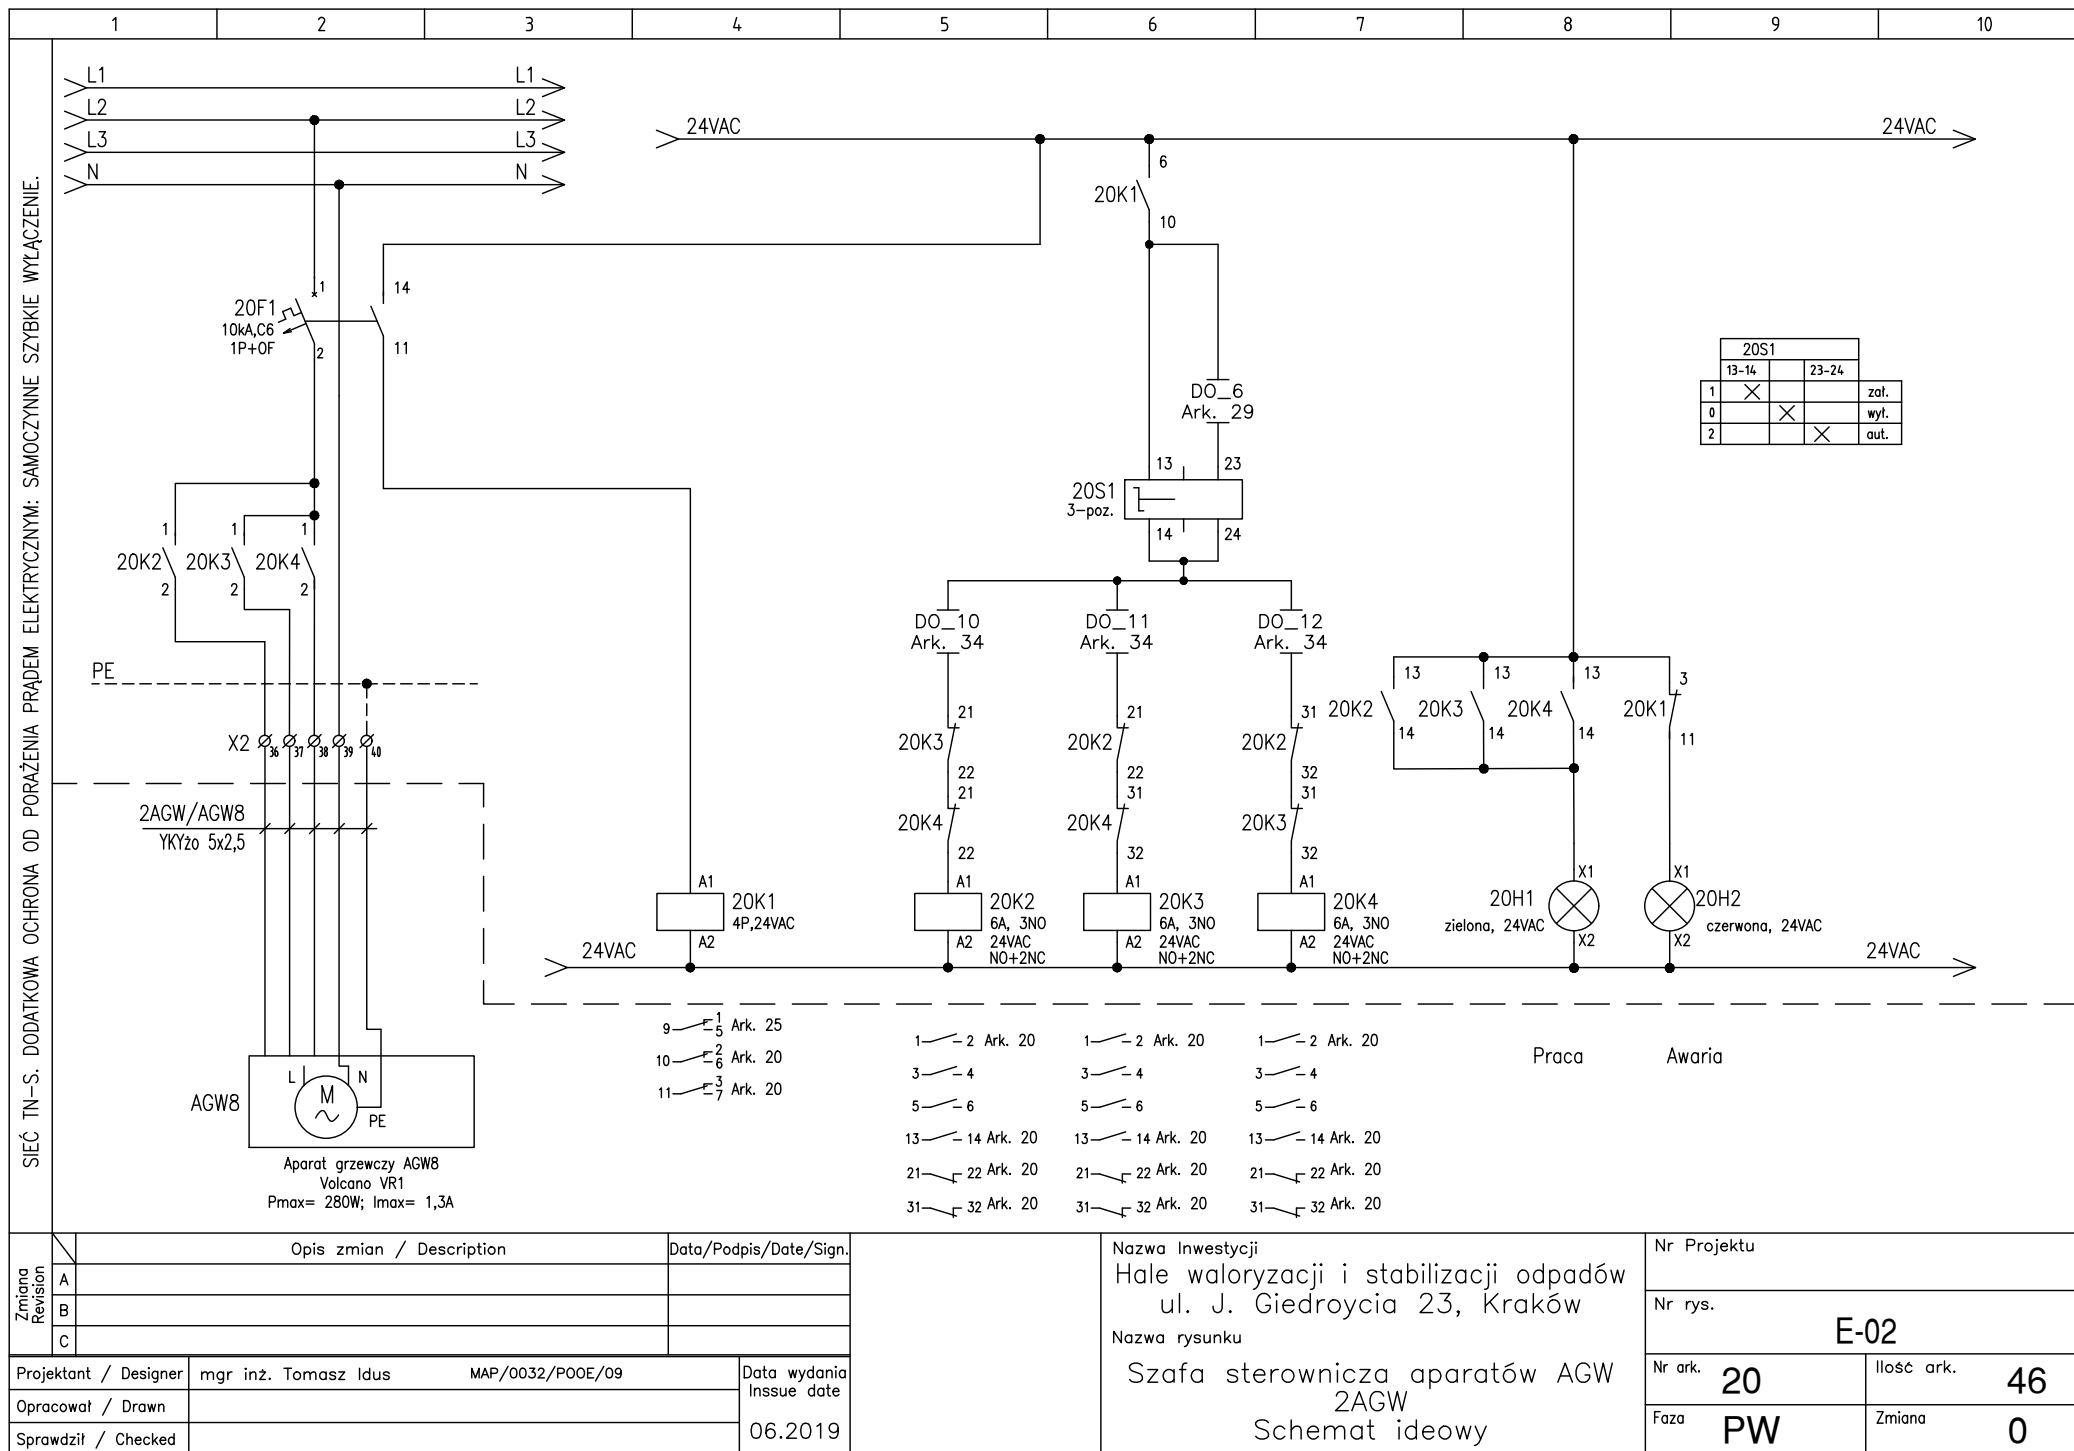 1 2 3 4 5 6 7 8 9 10
SIEĆ TN-S. DODATKOWA OCHRONA OD PORAŻENIA PRĄDEM ELEKTRYCZNYM: SAMOCZYNNE SZYBKIE WYŁĄCZENIE.
L1 L1
L2 L2
L3 L3
N N
24VAC 24VAC
6
20K1
10
1
20F1
10kA,C6
1P+OF
2
14
11
DO_6
Ark. 29
13 23
20S1
3-poz.
14 24
20S1
13-14 23-24
1 zał.
0 wył.
2 aut.
1 1 1
20K2 20K3 20K4
2 2 2
PE
X2 36 37 38 39 40
2AGW/AGW8
YKYżo 5x2,5
DO_10
Ark. 34
DO_11
Ark. 34
DO_12
Ark. 34
21
20K3
22
21
20K4
22
21
20K2
22
31
20K4
32
31
20K2
32
31
20K3
32
13 13 13 3
20K2 20K3 20K4 20K1
14 14 14 11
A1
20K1
4P,24VAC
A2
A1
20K2
6A, 3NO
24VAC
NO+2NC
A2
A1
20K3
6A, 3NO
24VAC
NO+2NC
A2
A1
20K4
6A, 3NO
24VAC
NO+2NC
A2
X1
20H1
zielona, 24VAC
X2
X1
20H2
czerwona, 24VAC
X2
24VAC 24VAC
9 1 5 Ark. 25
10 2 6 Ark. 20
11 3 7 Ark. 20
1 2 Ark. 20
3 4
5 6
13 14 Ark. 20
21 22 Ark. 20
31 32 Ark. 20
1 2 Ark. 20
3 4
5 6
13 14 Ark. 20
21 22 Ark. 20
31 32 Ark. 20
1 2 Ark. 20
3 4
5 6
13 14 Ark. 20
21 22 Ark. 20
31 32 Ark. 20
Praca Awaria
L N
M
PE
AGW8
Aparat grzewczy AGW8
Volcano VR1
Pmax= 280W; Imax= 1,3A
Zmiana
Revision
Opis zmian / Description Data/Podpis/Date/Sign.
A
B
C
Projektant / Designer mgr inż. Tomasz Idus MAP/0032/POOE/09
Opracował / Drawn
Sprawdził / Checked
Data wydania
Inssue date
06.2019
Nazwa Inwestycji
Hale waloryzacji i stabilizacji odpadów
ul. J. Giedroycia 23, Kraków
Nazwa rysunku
Szafa sterownicza aparatów AGW
2AGW
Schemat ideowy
Nr Projektu
Nr rys.
E-02
Nr ark. 20 Ilość ark. 46
Faza PW Zmiana 0